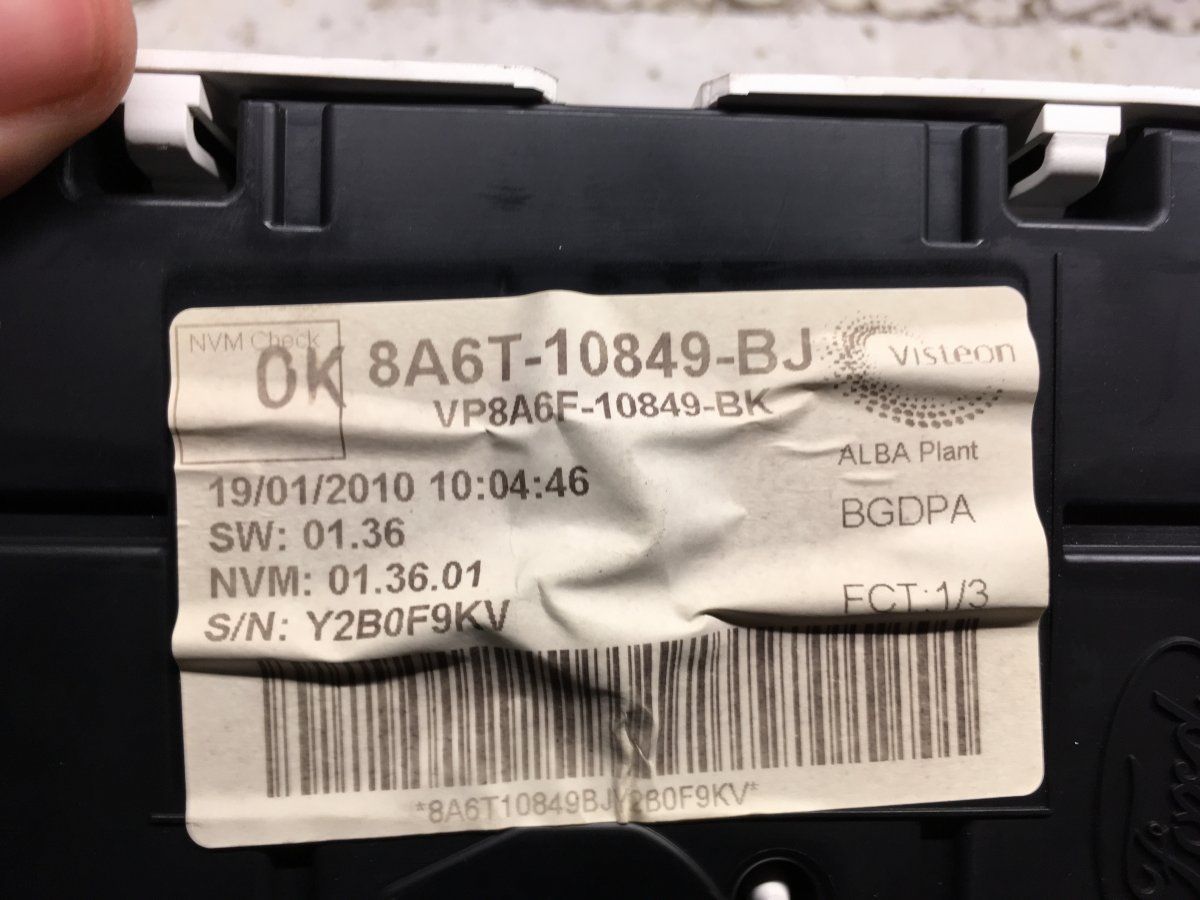 NVM Check
OK
8A6T-10849-BJ
VP8A6F-10849-BK
Visteon
ALBA Plant
19/01/2010 10:04:46
SW: 01.36
NVM: 01.36.01
S/N: Y2B0F9KV
BGDPA
FCT:1/3
*8A6T10849BJY2B0F9KV*
Ford